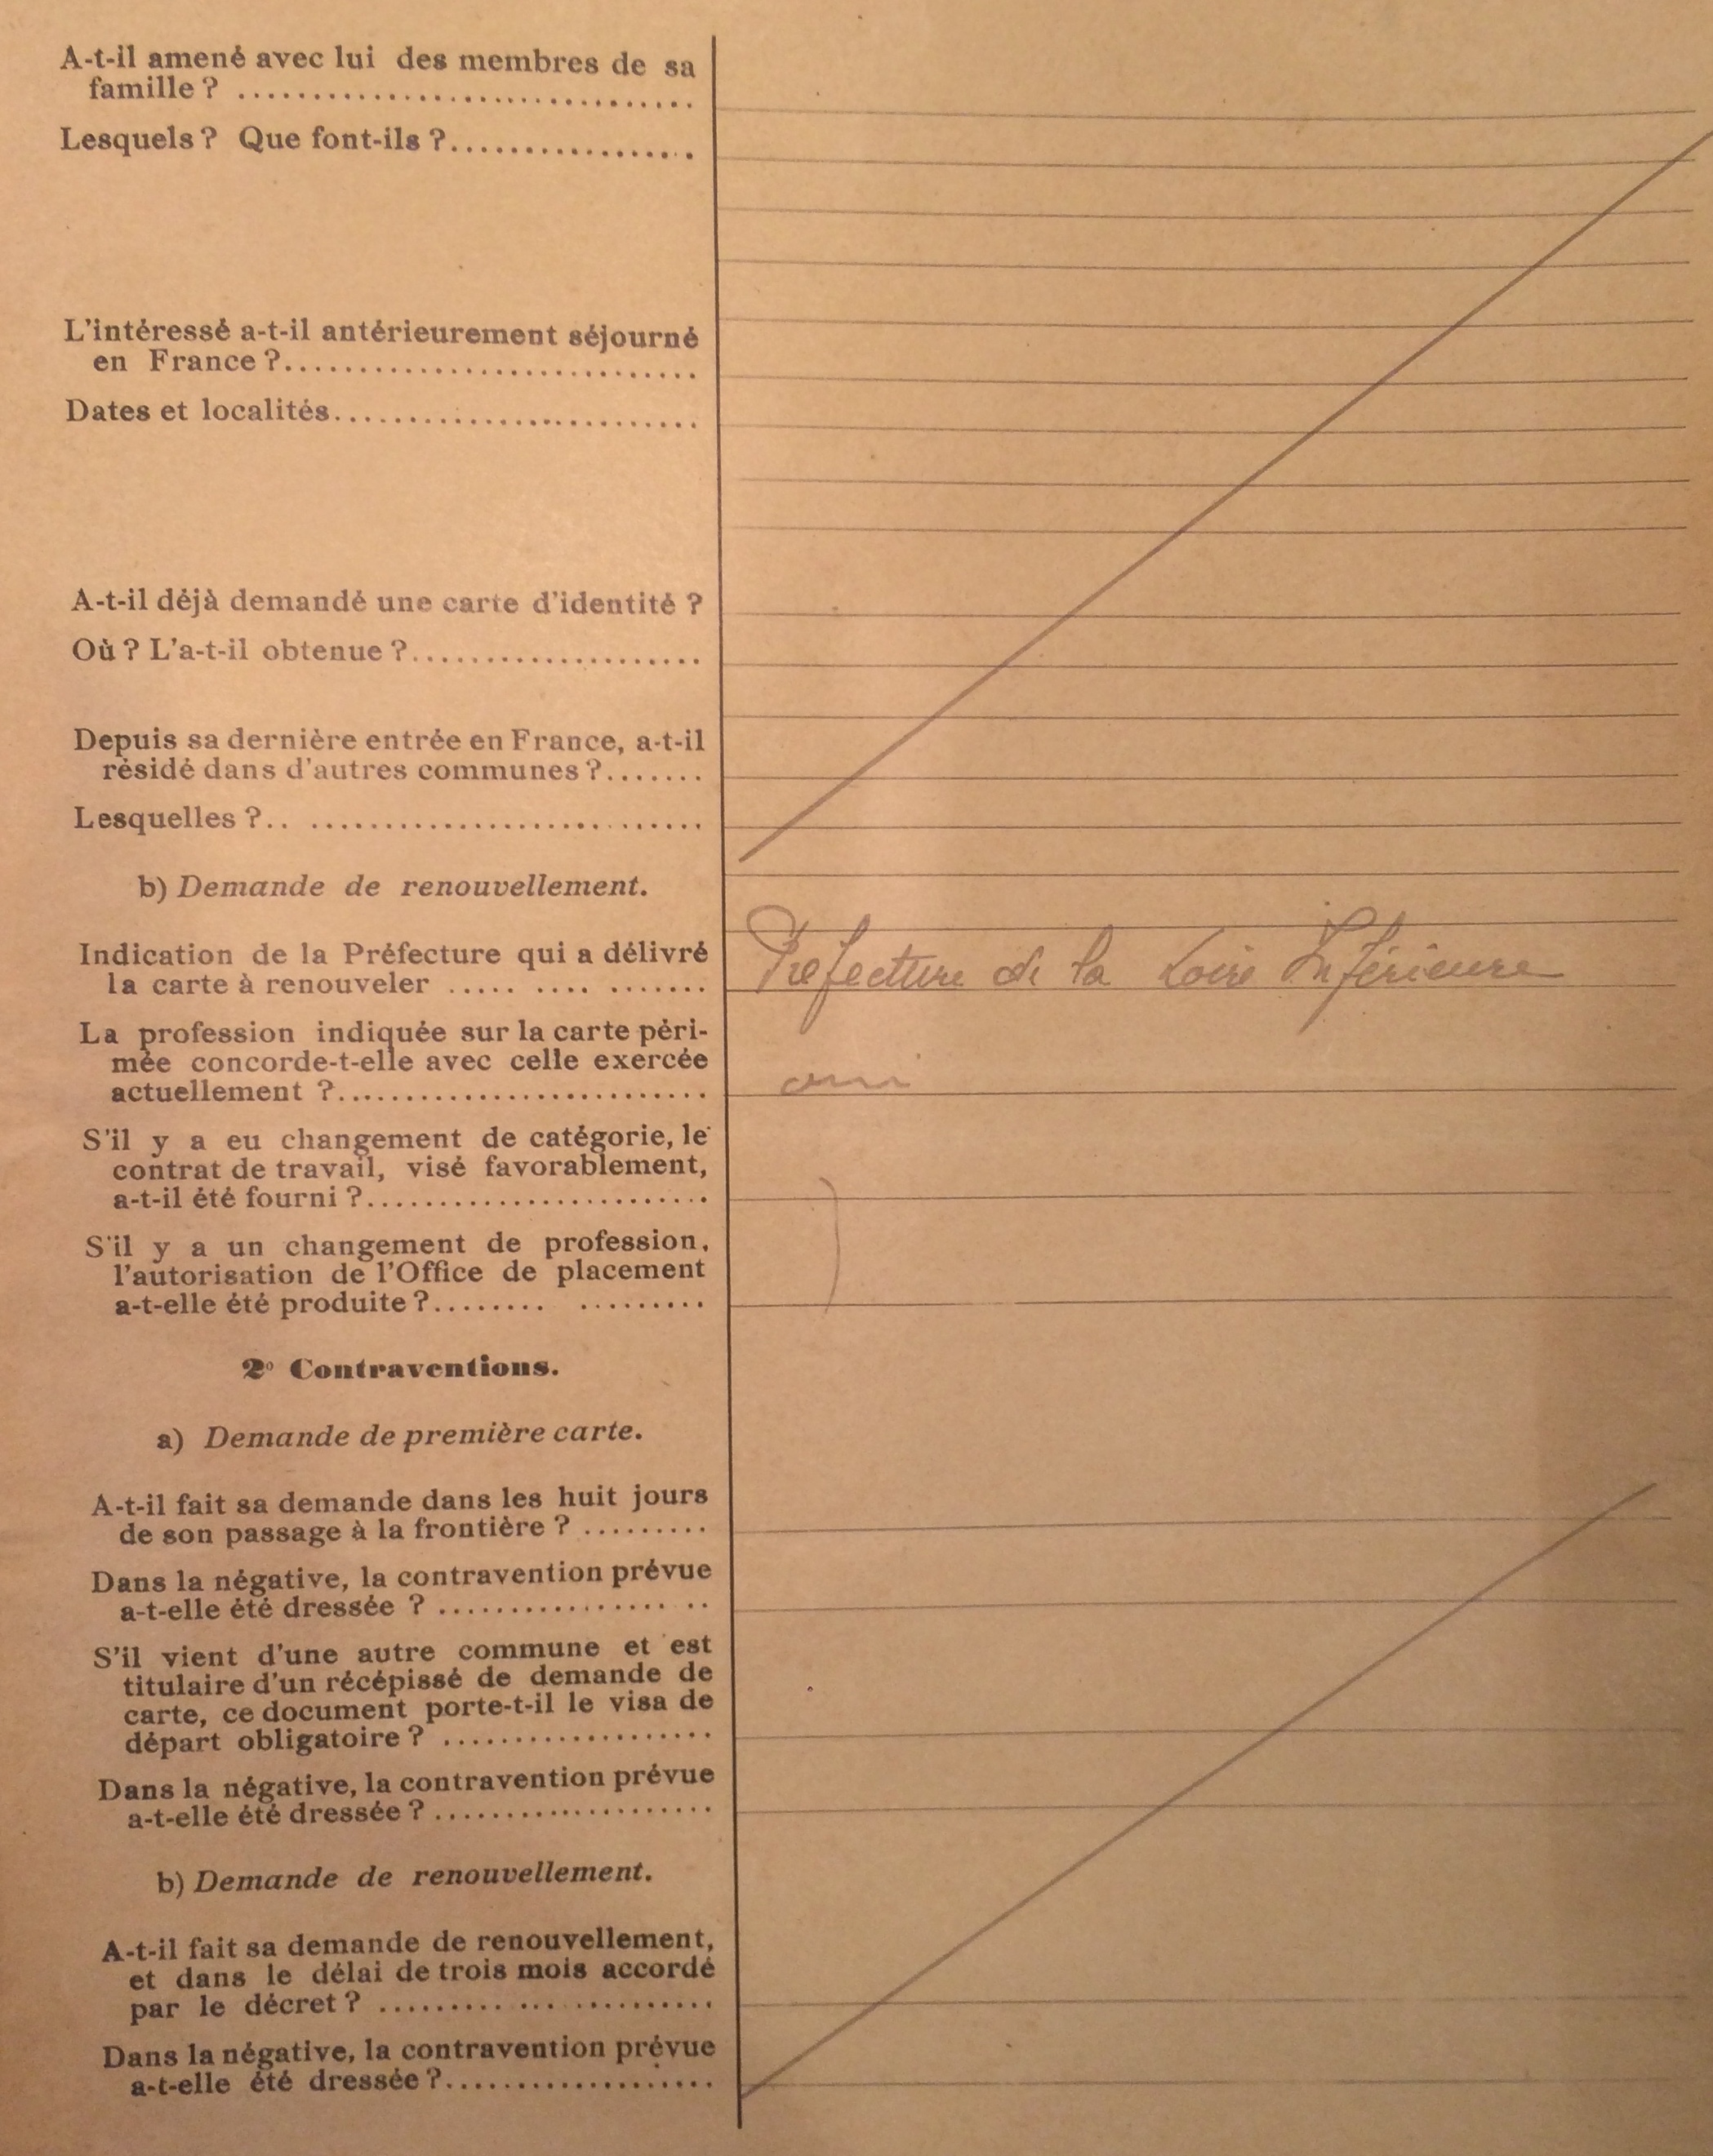 A-t-il amené avec lui des membres de sa
famille ? ..............................
Lesquels ? Que font-ils ?................
L'intéressé a-t-il antérieurement séjourné
en France ?............................
Dates et localités.........................
A-t-il déjà demandé une carte d'identité ?
Où ? L'a-t-il obtenue ?....................
Depuis sa dernière entrée en France, a-t-il
résidé dans d'autres communes ?.......
Lesquelles ?.. ...........................
b) Demande de renouvellement.
Indication de la Préfecture qui a délivré
la carte à renouveler ..... .... ....... Préfecture de la Loire Inférieure
La profession indiquée sur la carte péri-
mée concorde-t-elle avec celle exercée
actuellement ?......................... oui
S'il y a eu changement de catégorie, le
contrat de travail, visé favorablement,
a-t-il été fourni ?.......................
S'il y a un changement de profession,
l'autorisation de l'Office de placement
a-t-elle été produite ?........ .........
2° Contraventions.
a) Demande de première carte.
A-t-il fait sa demande dans les huit jours
de son passage à la frontière ? .........
Dans la négative, la contravention prévue
a-t-elle été dressée ? ................. ..
S'il vient d'une autre commune et est
titulaire d'un récépissé de demande de
carte, ce document porte-t-il le visa de
départ obligatoire ? ...................
Dans la négative, la contravention prévue
a-t-elle été dressée ? ...................
b) Demande de renouvellement.
A-t-il fait sa demande de renouvellement,
et dans le délai de trois mois accordé
par le décret ? .......................
Dans la négative, la contravention prévue
a-t-elle été dressée ?...................